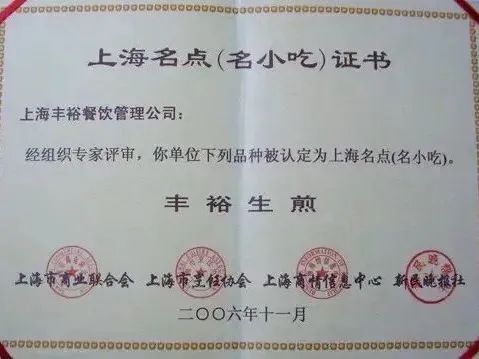 上海名点(名小吃)证书
上海丰裕餐饮管理公司：
经组织专家评审，你单位下列品种被认定为上海名点(名小吃)。
丰裕生煎
上海市商业联合会 上海市烹饪协会 上海商情信息中心 新民晚报社
二〇〇六年十一月